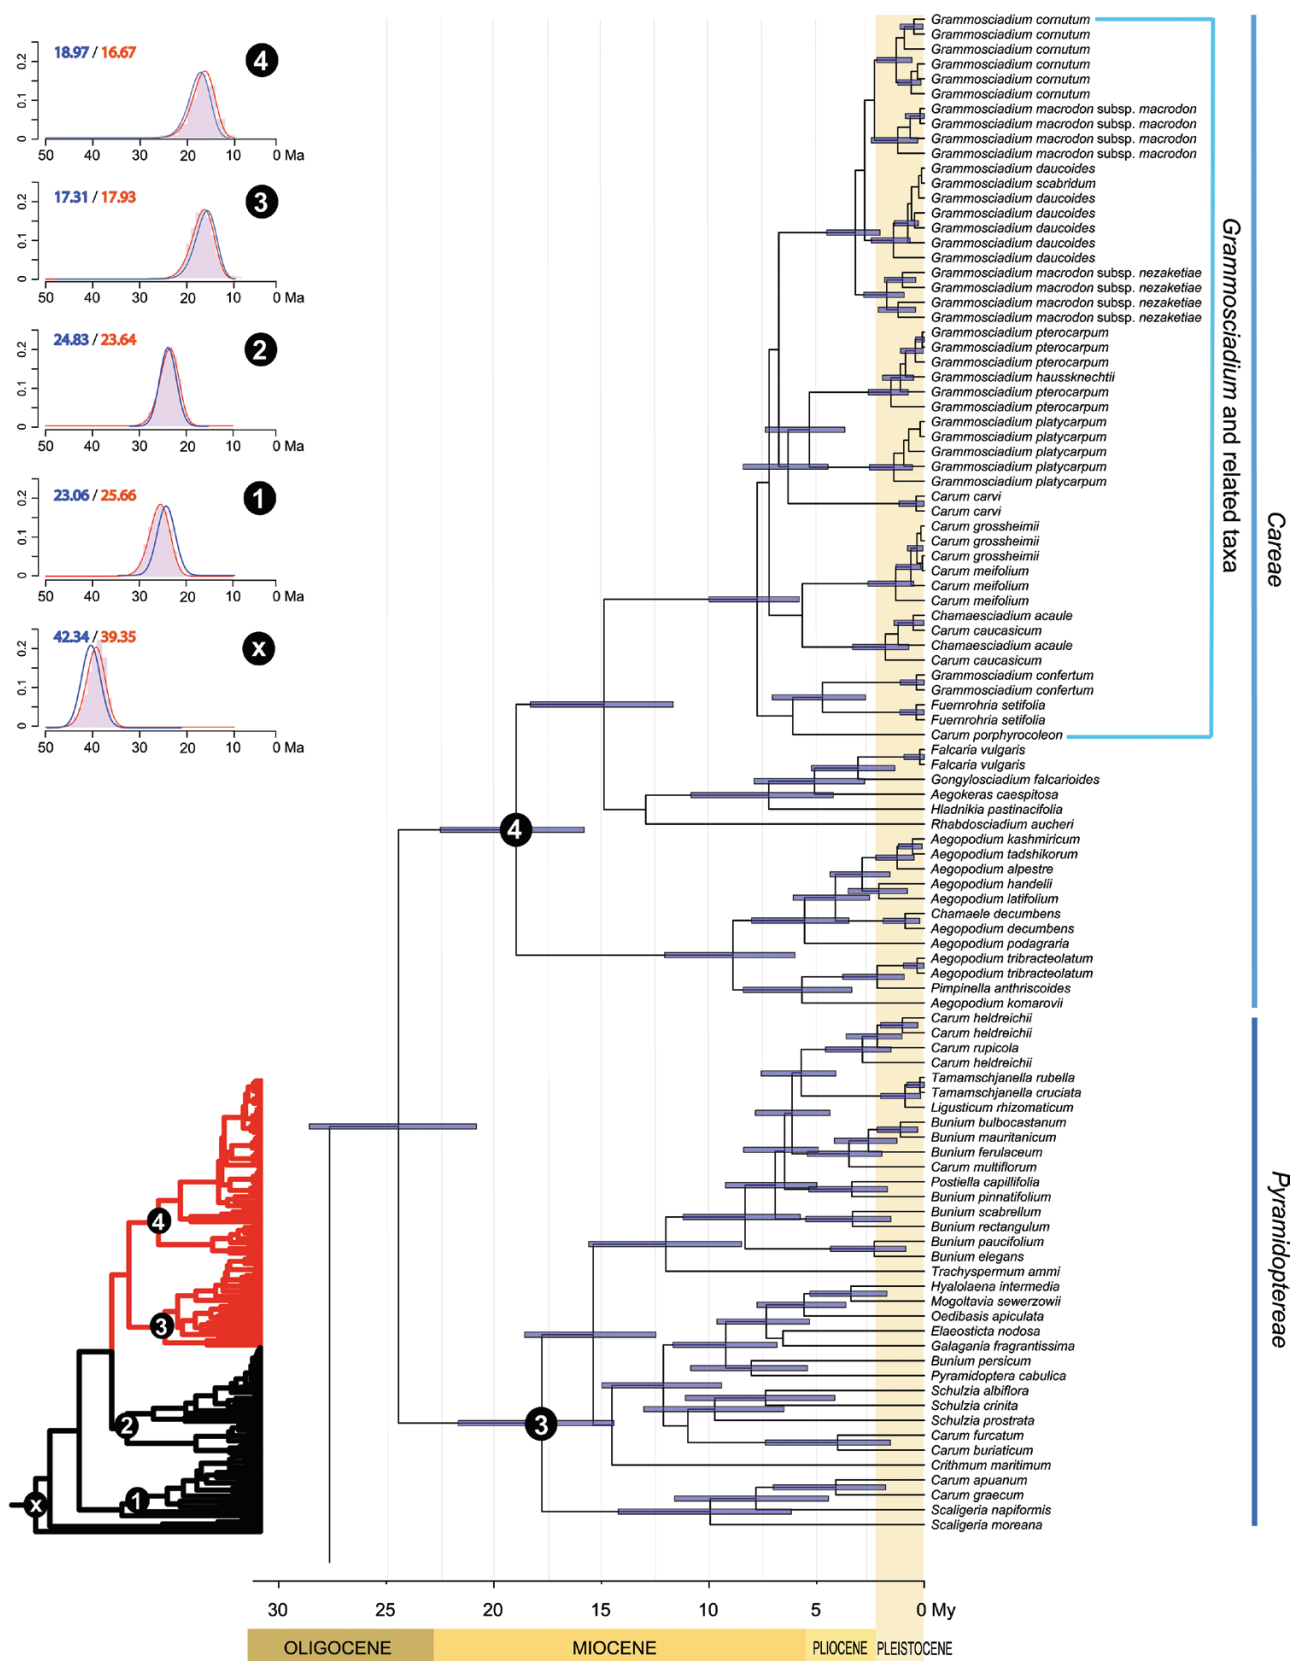 18.97 / 16.67
4
0.2
0.1
0
50 40 30 20 10 0 Ma
17.31 / 17.93
3
0.2
0.1
0
50 40 30 20 10 0 Ma
24.83 / 23.64
2
0.2
0.1
0
50 40 30 20 10 0 Ma
23.06 / 25.66
1
0.2
0.1
0
50 40 30 20 10 0 Ma
42.34 / 39.35
x
0.2
0.1
0
50 40 30 20 10 0 Ma
Grammosciadium cornutum
Grammosciadium cornutum
Grammosciadium cornutum
Grammosciadium cornutum
Grammosciadium cornutum
Grammosciadium cornutum
Grammosciadium macrodon subsp. macrodon
Grammosciadium macrodon subsp. macrodon
Grammosciadium macrodon subsp. macrodon
Grammosciadium macrodon subsp. macrodon
Grammosciadium daucoides
Grammosciadium scabridum
Grammosciadium daucoides
Grammosciadium daucoides
Grammosciadium daucoides
Grammosciadium daucoides
Grammosciadium daucoides
Grammosciadium macrodon subsp. nezaketiae
Grammosciadium macrodon subsp. nezaketiae
Grammosciadium macrodon subsp. nezaketiae
Grammosciadium macrodon subsp. nezaketiae
Grammosciadium pterocarpum
Grammosciadium pterocarpum
Grammosciadium pterocarpum
Grammosciadium haussknechtii
Grammosciadium pterocarpum
Grammosciadium pterocarpum
Grammosciadium platycarpum
Grammosciadium platycarpum
Grammosciadium platycarpum
Grammosciadium platycarpum
Grammosciadium platycarpum
Carum carvi
Carum carvi
Carum grossheimii
Carum grossheimii
Carum grossheimii
Carum meifolium
Carum meifolium
Carum meifolium
Chamaesciadium acaule
Carum caucasicum
Chamaesciadium acaule
Carum caucasicum
Grammosciadium confertum
Grammosciadium confertum
Fuernrohria setifolia
Fuernrohria setifolia
Carum porphyrocoleon
Falcaria vulgaris
Falcaria vulgaris
Gongylosciadium falcarioides
Aegokeras caespitosa
Hladnikia pastinacifolia
Rhabdosciadium aucheri
Aegopodium kashmiricum
Aegopodium tadshikorum
Aegopodium alpestre
Aegopodium handelii
Aegopodium latifolium
Chamaele decumbens
Aegopodium decumbens
Aegopodium podagraria
Aegopodium tribracteolatum
Aegopodium tribracteolatum
Pimpinella anthriscoides
Aegopodium komarovii
Carum heldreichii
Carum heldreichii
Carum rupicola
Carum heldreichii
Tamamschjanella rubella
Tamamschjanella cruciata
Ligusticum rhizomaticum
Bunium bulbocastanum
Bunium mauritanicum
Bunium ferulaceum
Carum multiflorum
Postiella capillifolia
Bunium pinnatifolium
Bunium scabrellum
Bunium rectangulum
Bunium paucifolium
Bunium elegans
Trachyspermum ammi
Hyalolaena intermedia
Mogoltavia sewerzowii
Oedibasis apiculata
Elaeosticta nodosa
Galagania fragrantissima
Bunium persicum
Pyramidoptera cabulica
Schulzia albiflora
Schulzia crinita
Schulzia prostrata
Carum furcatum
Carum buriaticum
Crithmum maritimum
Carum apuanum
Carum graecum
Scaligeria napiformis
Scaligeria moreana
Grammosciadium and related taxa
Careae
Pyramidoptereae
4
3
4
3
2
1
x
30 25 20 15 10 5 0 My
OLIGOCENE MIOCENE PLIOCENE PLEISTOCENE